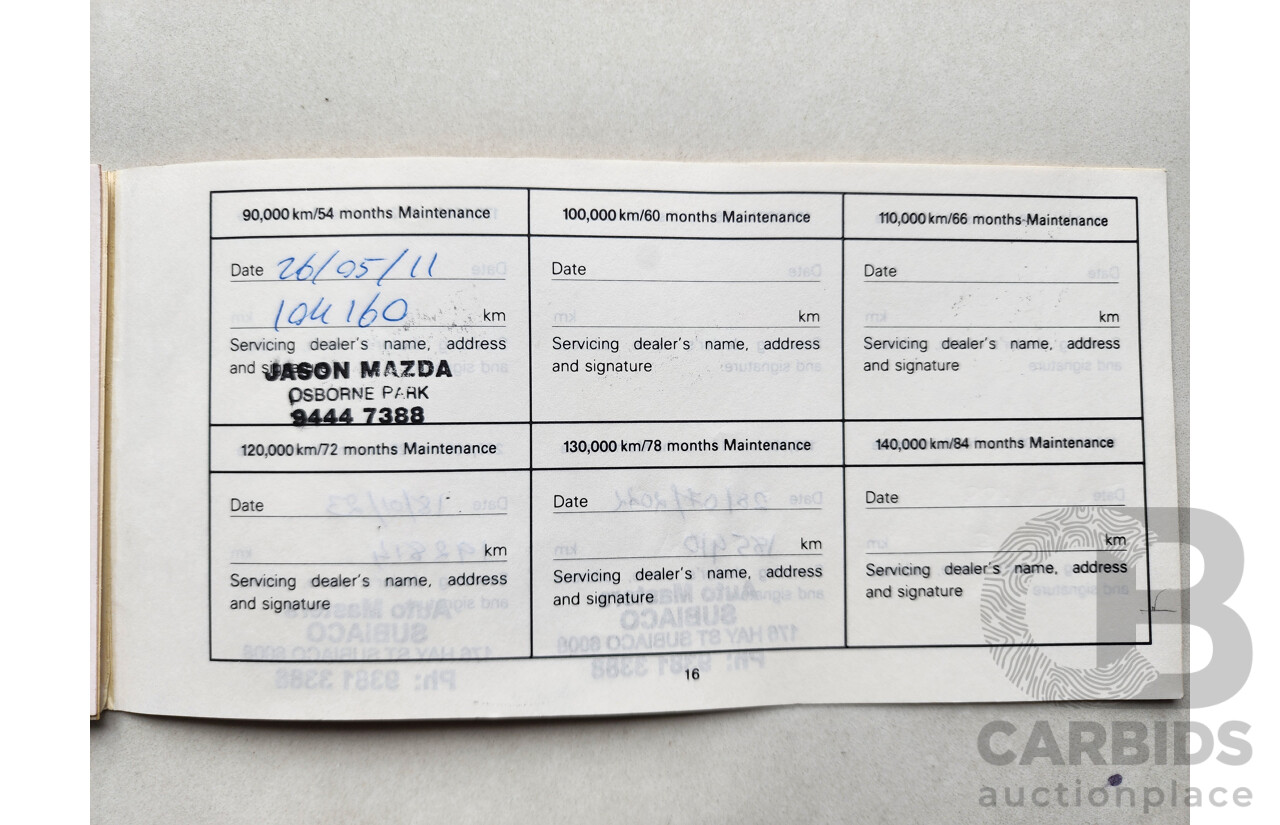 90,000 km/54 months Maintenance
Date 26/05/11
104 160 km
Servicing dealer's name, address
and
JASON MAZDA
OSBORNE PARK
9444 7388
100,000 km/60 months Maintenance
Date
km
Servicing dealer's name, address
and signature
110,000 km/66 months Maintenance
Date
km
Servicing dealer's name, address
and signature
120,000 km/72 months Maintenance
Date
km
Servicing dealer's name, address
and signature
130,000 km/78 months Maintenance
Date
km
Servicing dealer's name, address
and signature
140,000 km/84 months Maintenance
Date
km
Servicing dealer's name, address
and signature
16
CB
CARBIDS
auctionplace